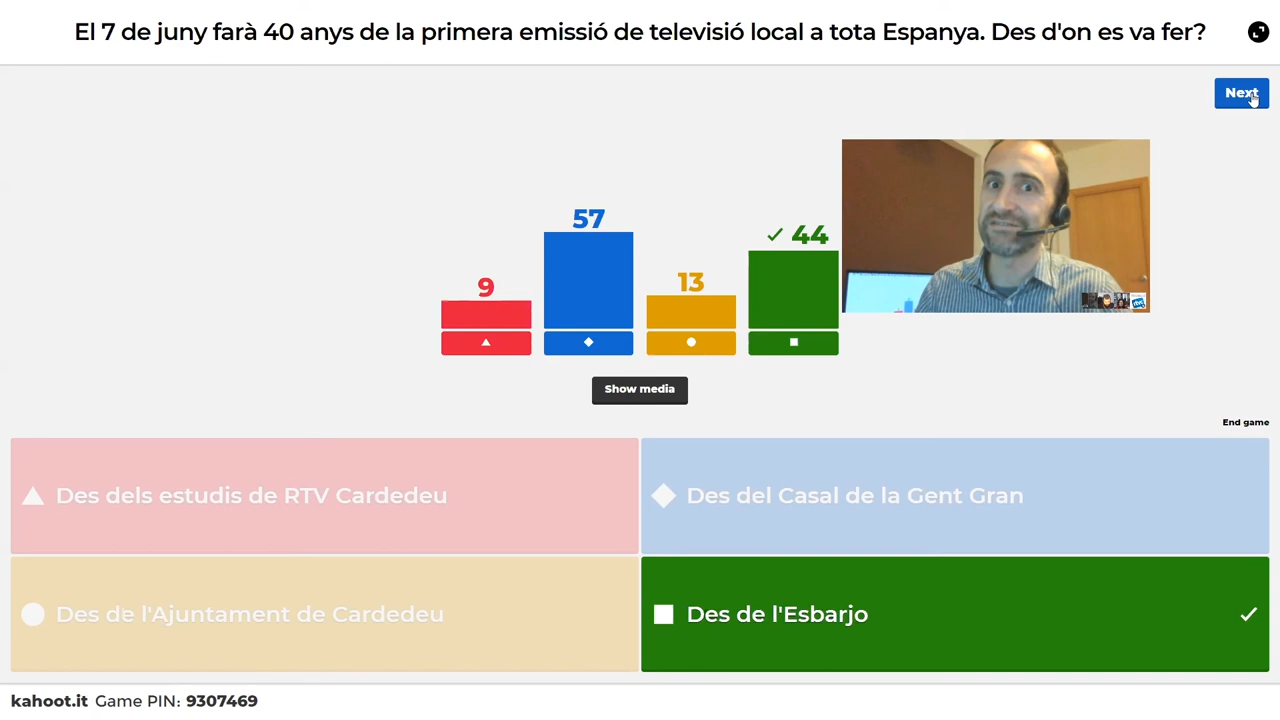 El 7 de juny farà 40 anys de la primera emissió de televisió local a tota Espanya. Des d'on es va fer?
Next
9
57
13
44
Show media
End game
Des dels estudis de RTV Cardedeu
Des del Casal de la Gent Gran
Des de l'Ajuntament de Cardedeu
Des de l'Esbarjo
kahoot.it Game PIN: 9307469